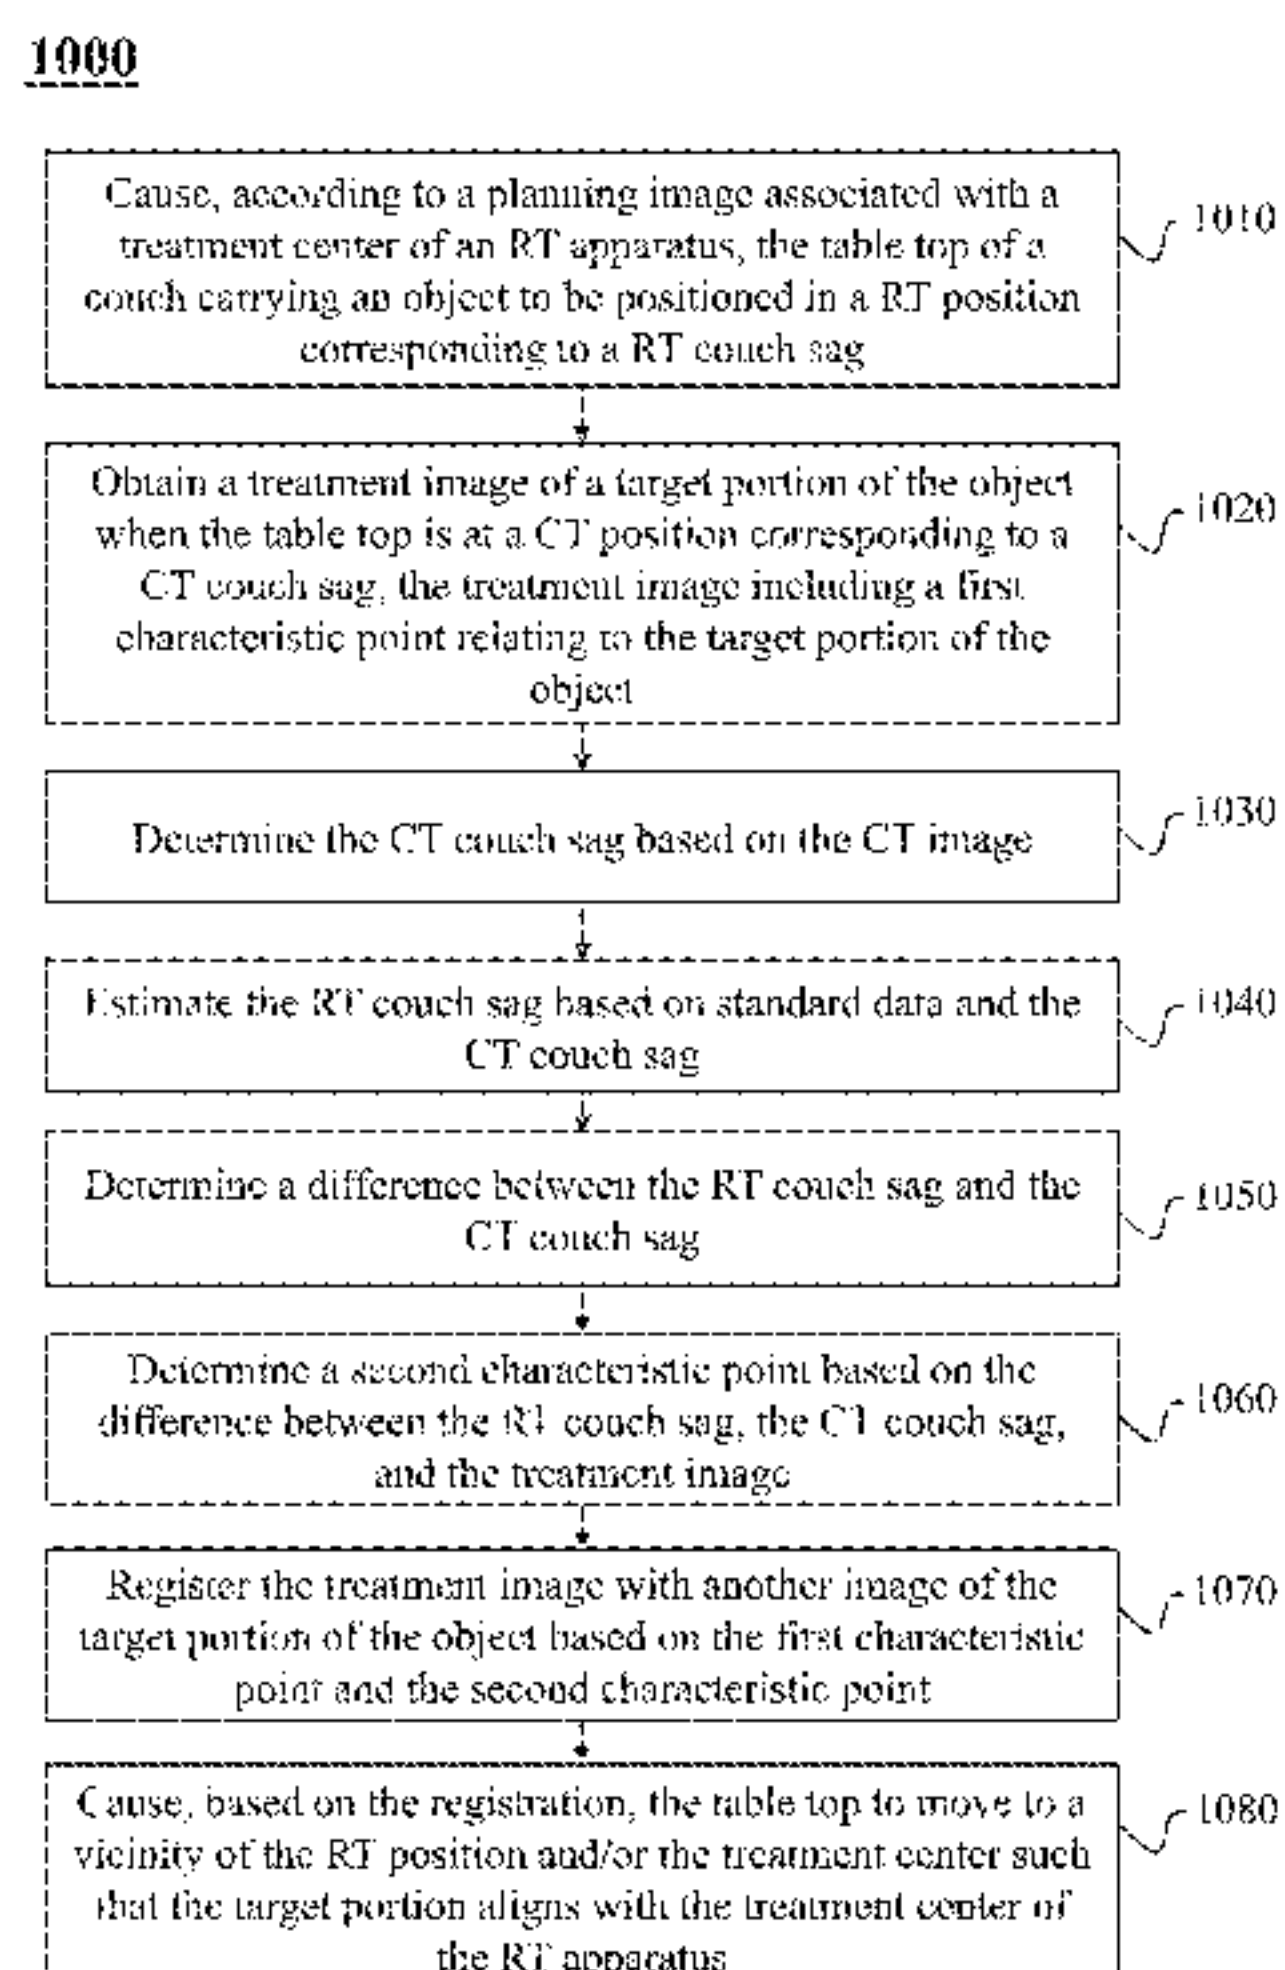 1000
Cause, according to a planning image associated with a
treatment center of an RT apparatus, the table top of a
couch carrying an object to be positioned in a RT position
corresponding to a RT couch sag
1010
Obtain a treatment image of a target portion of the object
when the table top is at a CT position corresponding to a
CT couch sag, the treatment image including a first
characteristic point relating to the target portion of the
object
1020
Determine the CT couch sag based on the CT image
1030
Estimate the RT couch sag based on standard data and the
CT couch sag
1040
Determine a difference between the RT couch sag and the
CT couch sag
1050
Determine a second characteristic point based on the
difference between the RT couch sag, the CT couch sag,
and the treatment image
1060
Register the treatment image with another image of the
target portion of the object based on the first characteristic
point and the second characteristic point
1070
Cause, based on the registration, the table top to move to a
vicinity of the RT position and/or the treatment center such
that the target portion aligns with the treatment center of
the RT apparatus
1080